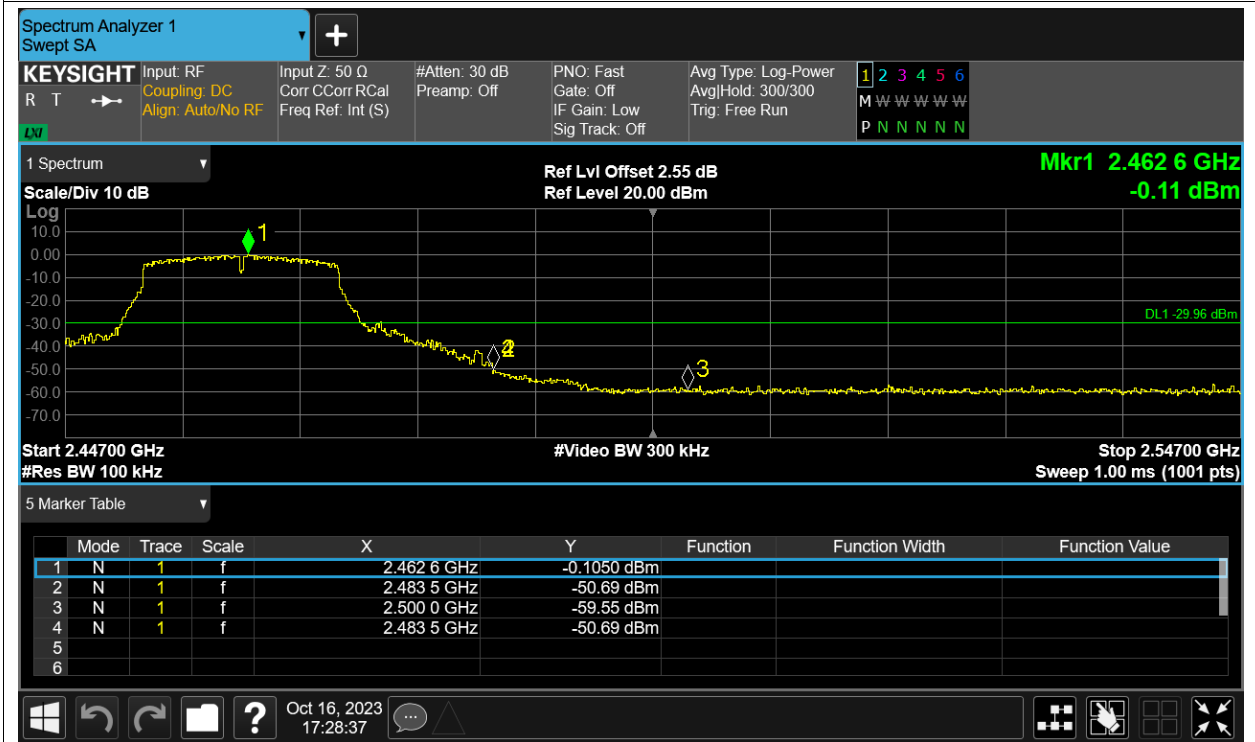 Spectrum Analyzer 1
Swept SA
+
KEYSIGHT Input: RF Input Z: 50 Ω #Atten: 30 dB PNO: Fast Avg Type: Log-Power 1 2 3 4 5 6
R T Coupling: DC Corr CCorr RCal Preamp: Off Gate: Off Avg|Hold: 300/300 M W W W W W
Align: Auto/No RF Freq Ref: Int (S) IF Gain: Low Trig: Free Run
LXI Sig Track: Off P N N N N N
1 Spectrum Ref Lvl Offset 2.55 dB Mkr1 2.462 6 GHz
Scale/Div 10 dB Ref Level 20.00 dBm -0.11 dBm
Log
10.0
0.00
-10.0
-20.0
-30.0
-40.0
-50.0
-60.0
-70.0
1
DL1 -29.96 dBm
2
4
3
Start 2.44700 GHz #Video BW 300 kHz Stop 2.54700 GHz
#Res BW 100 kHz Sweep 1.00 ms (1001 pts)
5 Marker Table
Mode Trace Scale X Y Function Function Width Function Value
1 N 1 f 2.462 6 GHz -0.1050 dBm
2 N 1 f 2.483 5 GHz -50.69 dBm
3 N 1 f 2.500 0 GHz -59.55 dBm
4 N 1 f 2.483 5 GHz -50.69 dBm
5
6
? Oct 16, 2023
17:28:37